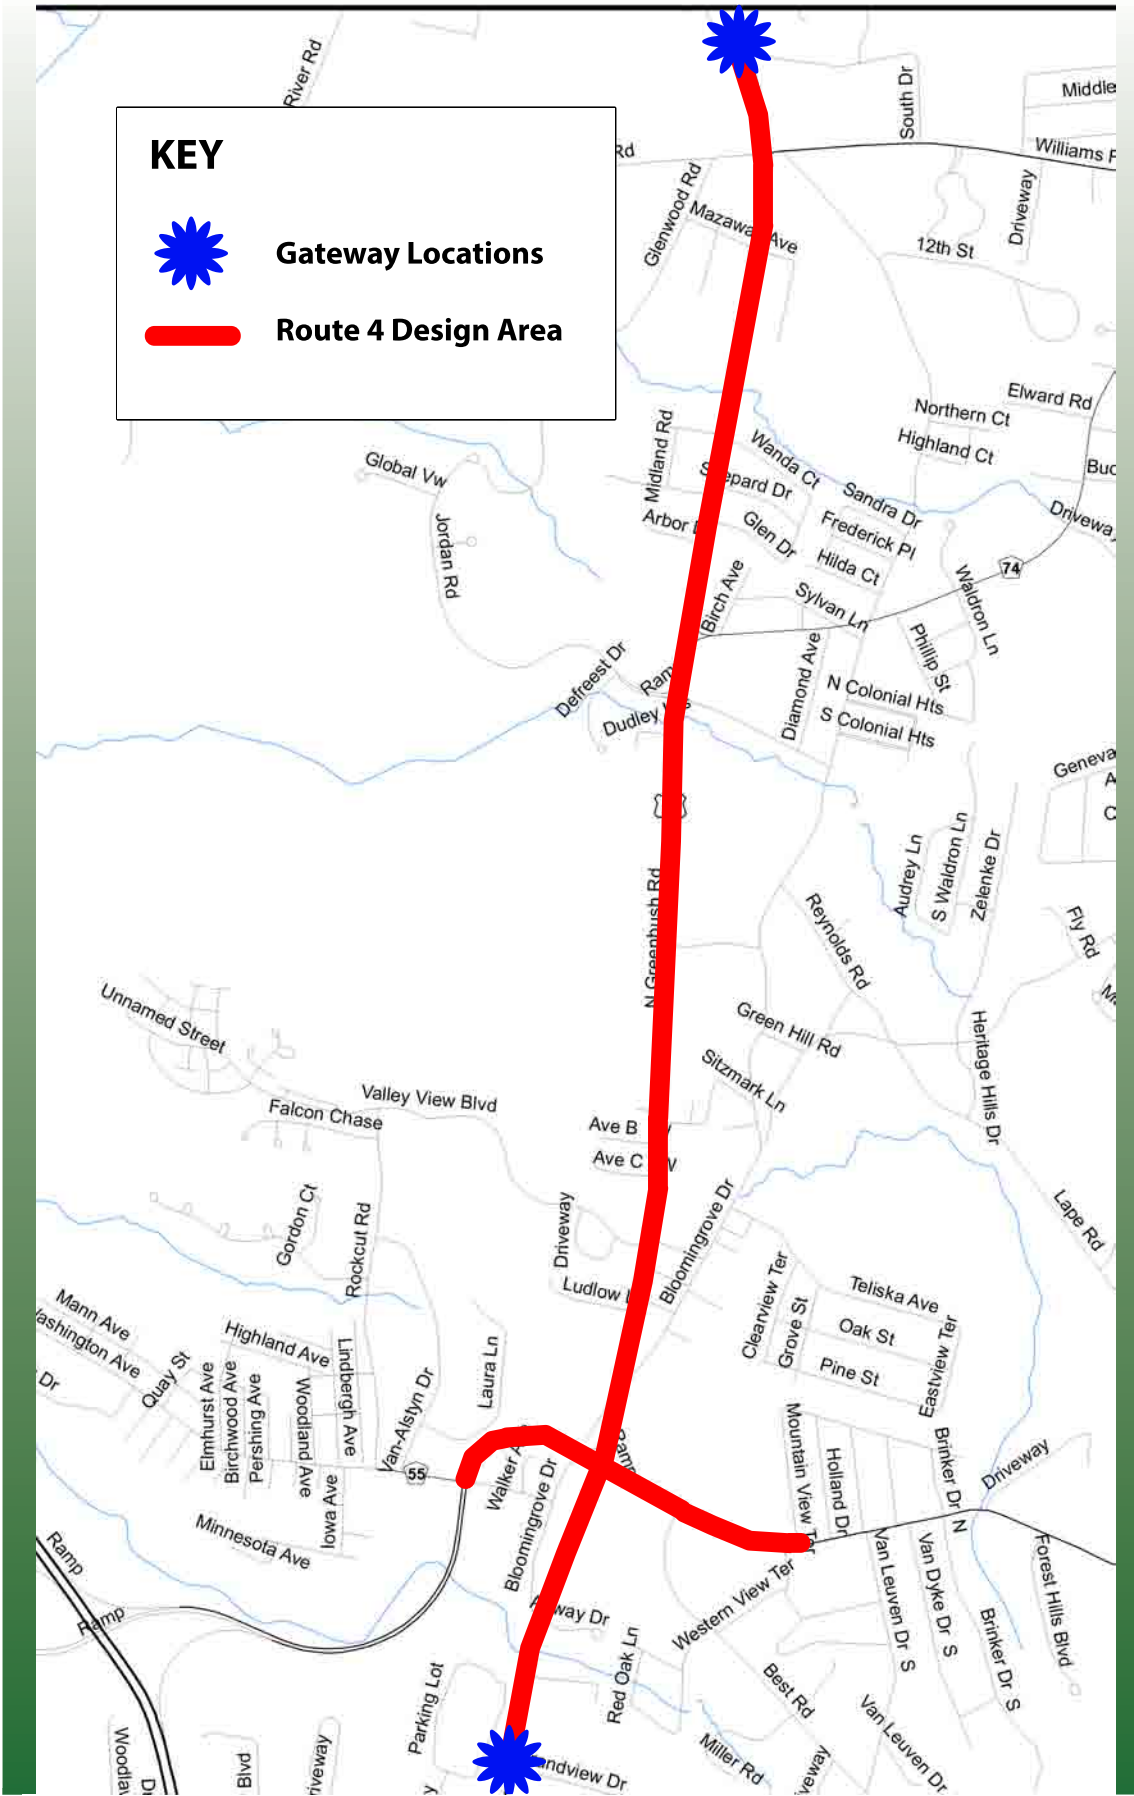 River Rd
South Dr
Middle
KEY
Rd
Williams
Glenwood Rd
Mazaway Ave
Driveway
12th St
Gateway Locations
Route 4 Design Area
Elward Rd
Northern Ct
Highland Ct
Global Vw
Midland Rd
Wanda Ct
Dr
Sandra Dr
Driveway
Jordan Rd
Arbor
Glen Dr
Frederick Pl
Hilda Ct
74
Birch Ave
Sylvan Ln
Waldron Ln
Defreest Dr
Phillip St
Diamond Ave
N Colonial Hts
Dudley
S Colonial Hts
Geneva
N Greenbush Rd
Audrey Ln
S Waldron Ln
Zelenke Dr
Reynolds Rd
Fly Rd
Unnamed Street
Green Hill Rd
Heritage Hills Dr
Sitzmark Ln
Valley View Blvd
Falcon Chase
Ave B
Ave C
Gordon Ct
Rockcut Rd
Driveway
Bloomingrove Dr
Lape Rd
Ludlow
Clearview Ter
Teliska Ave
Grove St
Oak St
Pine St
Eastview Ter
Mann Ave
Washington Ave
Dr
Quay St
Highland Ave
Lindbergh Ave
Elmhurst Ave
Birchwood Ave
Pershing Ave
Woodland Ave
Iowa Ave
Van-Alstyn Dr
Laura Ln
55
Walker
Ramp
Bloomingrove Dr
Mountain View Ter
Holland Dr
Brinker Dr N
Driveway
Minnesota Ave
Ramp
Ramp
Van Leuven Dr S
Van Dyke Dr S
Forest Hills Blvd
Western View Ter
Brinker Dr S
Dr
Red Oak Ln
Best Rd
Parking Lot
Van Leuven Dr
Miller Rd
Blvd
Dr